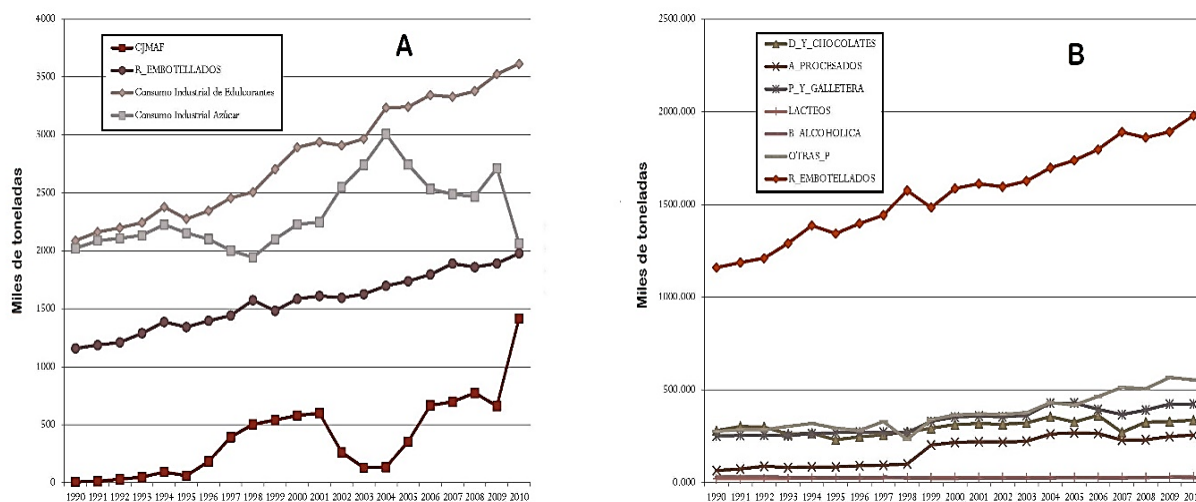 A
Miles de toneladas
4000
3500
3000
2500
2000
1500
1000
500
0
CJMAF
R_EMBOTELLADOS
Consumo Industrial de Edulcorantes
Consumo Industrial Azúcar
1990 1991 1992 1993 1994 1995 1996 1997 1998 1999 2000 2001 2002 2003 2004 2005 2006 2007 2008 2009 2010
B
Miles de toneladas
2500.000
2000.000
1500.000
1000.000
500.000
0.000
D_Y_CHOCOLATES
A_PROCESADOS
P_Y_GALLETERA
LACTEOS
B_ALCOHOLICA
OTRAS_P
R_EMBOTELLADOS
1990 1991 1992 1993 1994 1995 1996 1997 1998 1999 2000 2001 2002 2003 2004 2005 2006 2007 2008 2009